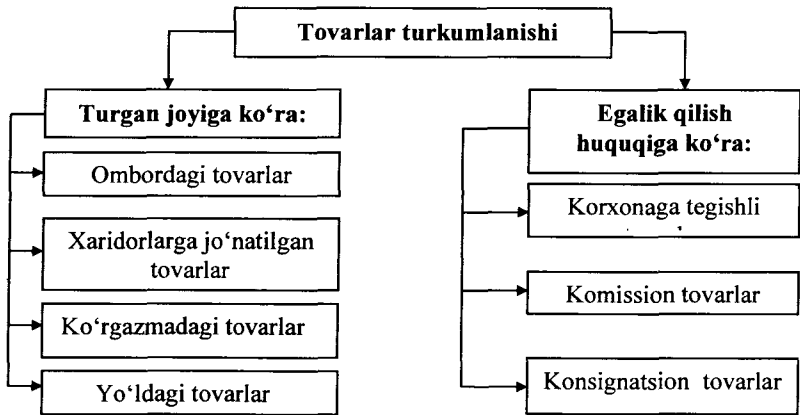 Tovarlar turkumlanishi
Turgan joyiga ko‘ra:
Ombordagi tovarlar
Xaridorlarga jo‘natilgan
tovarlar
Ko‘rgazmadagi tovarlar
Yo‘ldagi tovarlar
Egalik qilish
huquqiga ko‘ra:
Korxonaga tegishli
Komission tovarlar
Konsignatsion tovarlar